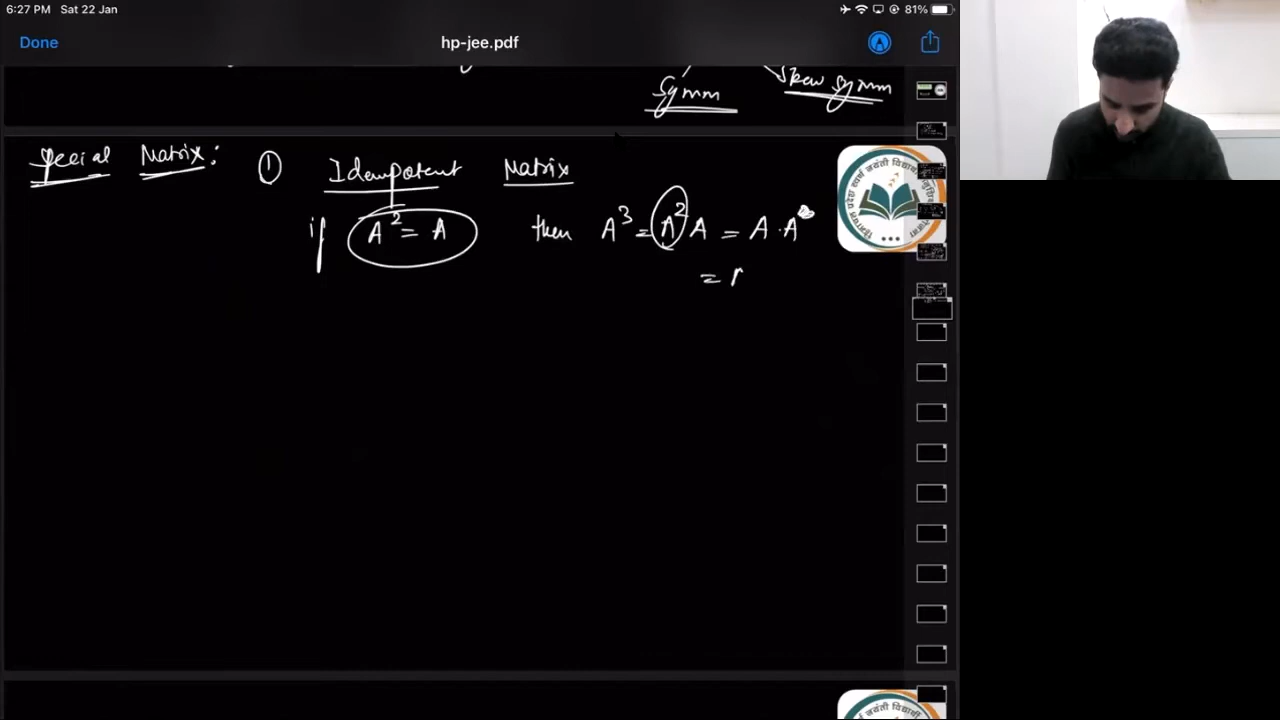 6:27 PM Sat 22 Jan 81%
Done hp-jee.pdf
Symm Skew symm
Special Matrix: ① Idempotent Matrix
if A² = A then A³ = A²A = A·A
=